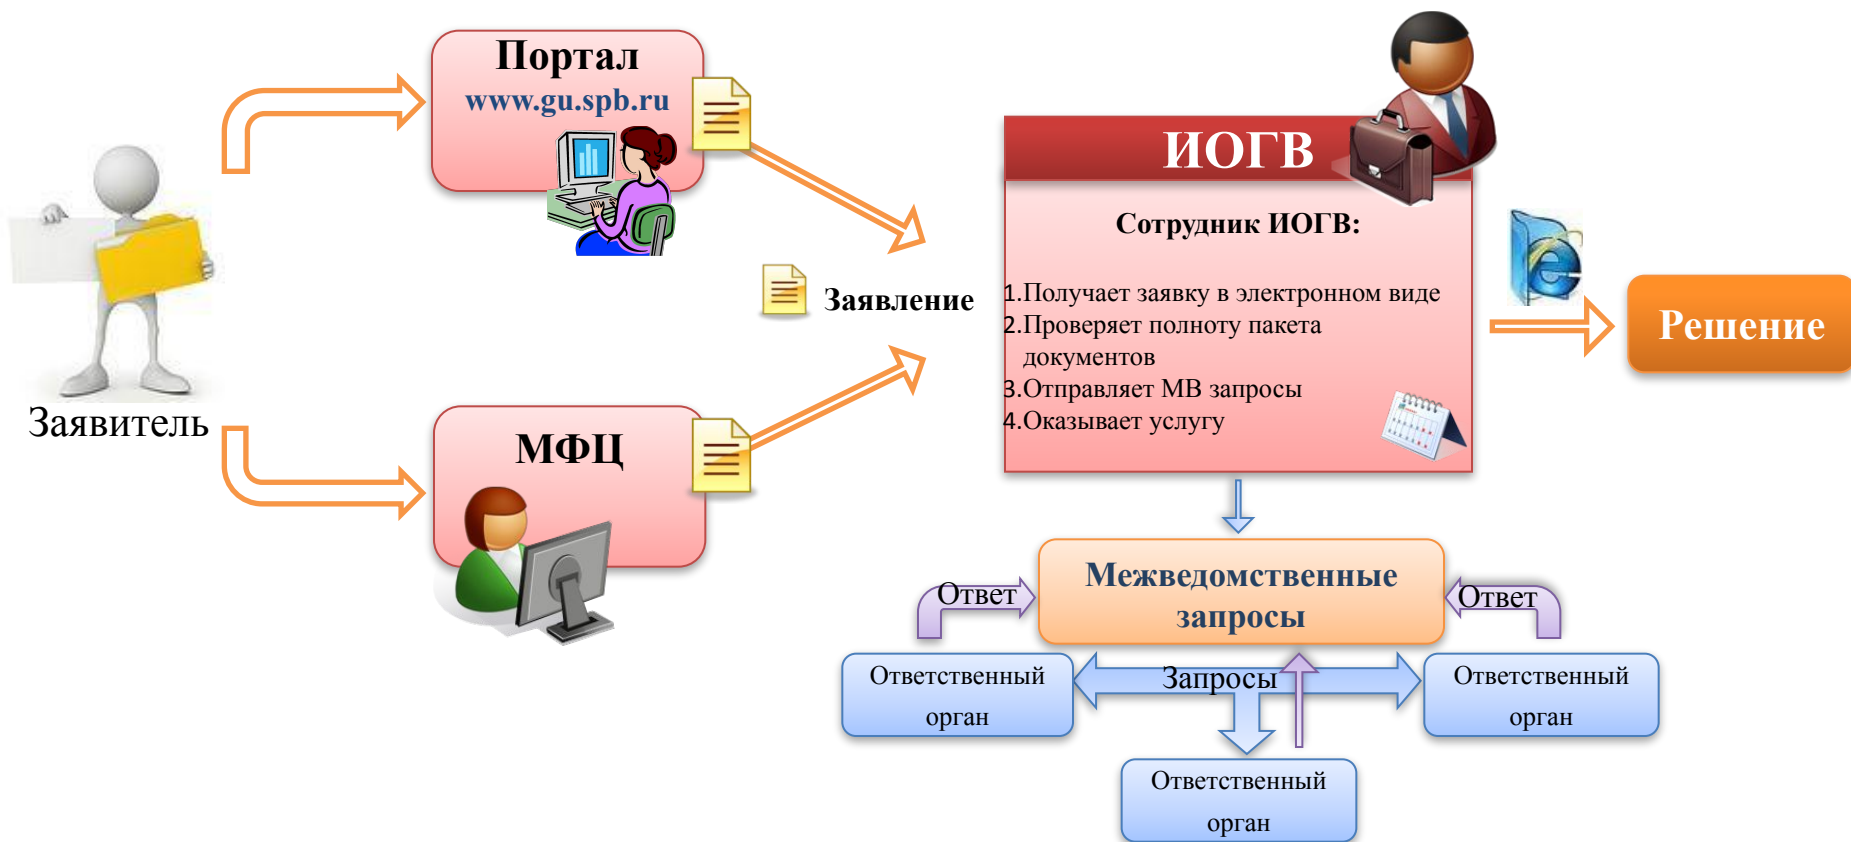 Портал
www.gu.spb.ru
Заявитель
МФЦ
Заявление
ИОГВ
Сотрудник ИОГВ:
1.Получает заявку в электронном виде
2.Проверяет полноту пакета
документов
3.Отправляет МВ запросы
4.Оказывает услугу
Решение
Межведомственные
запросы
Ответ
Ответ
Запросы
Ответственный
орган
Ответственный
орган
Ответственный
орган